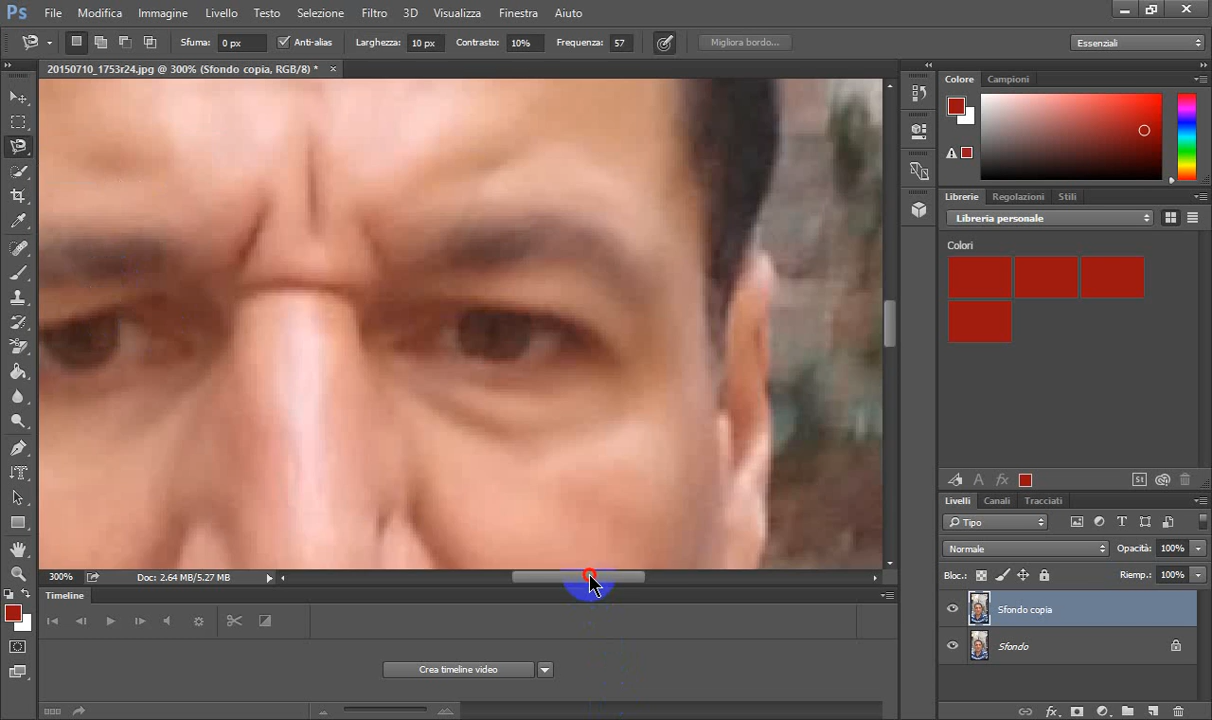 Ps File Modifica Immagine Livello Testo Selezione Filtro 3D Visualizza Finestra Aiuto
Sfuma: 0 px Anti-alias Larghezza: 10 px Contrasto: 10% Frequenza: 57 Migliora bordo... Essenziali
20150710_1753r24.jpg @ 300% (Sfondo copia, RGB/8) *
Colore Campioni
Librerie Regolazioni Stili
Libreria personale
Colori
Livelli Canali Tracciati
Tipo
Normale Opacità: 100%
Bloc.: Riemp.: 100%
300% Doc: 2.64 MB/5.27 MB
Timeline
Sfondo copia
Sfondo
Crea timeline video